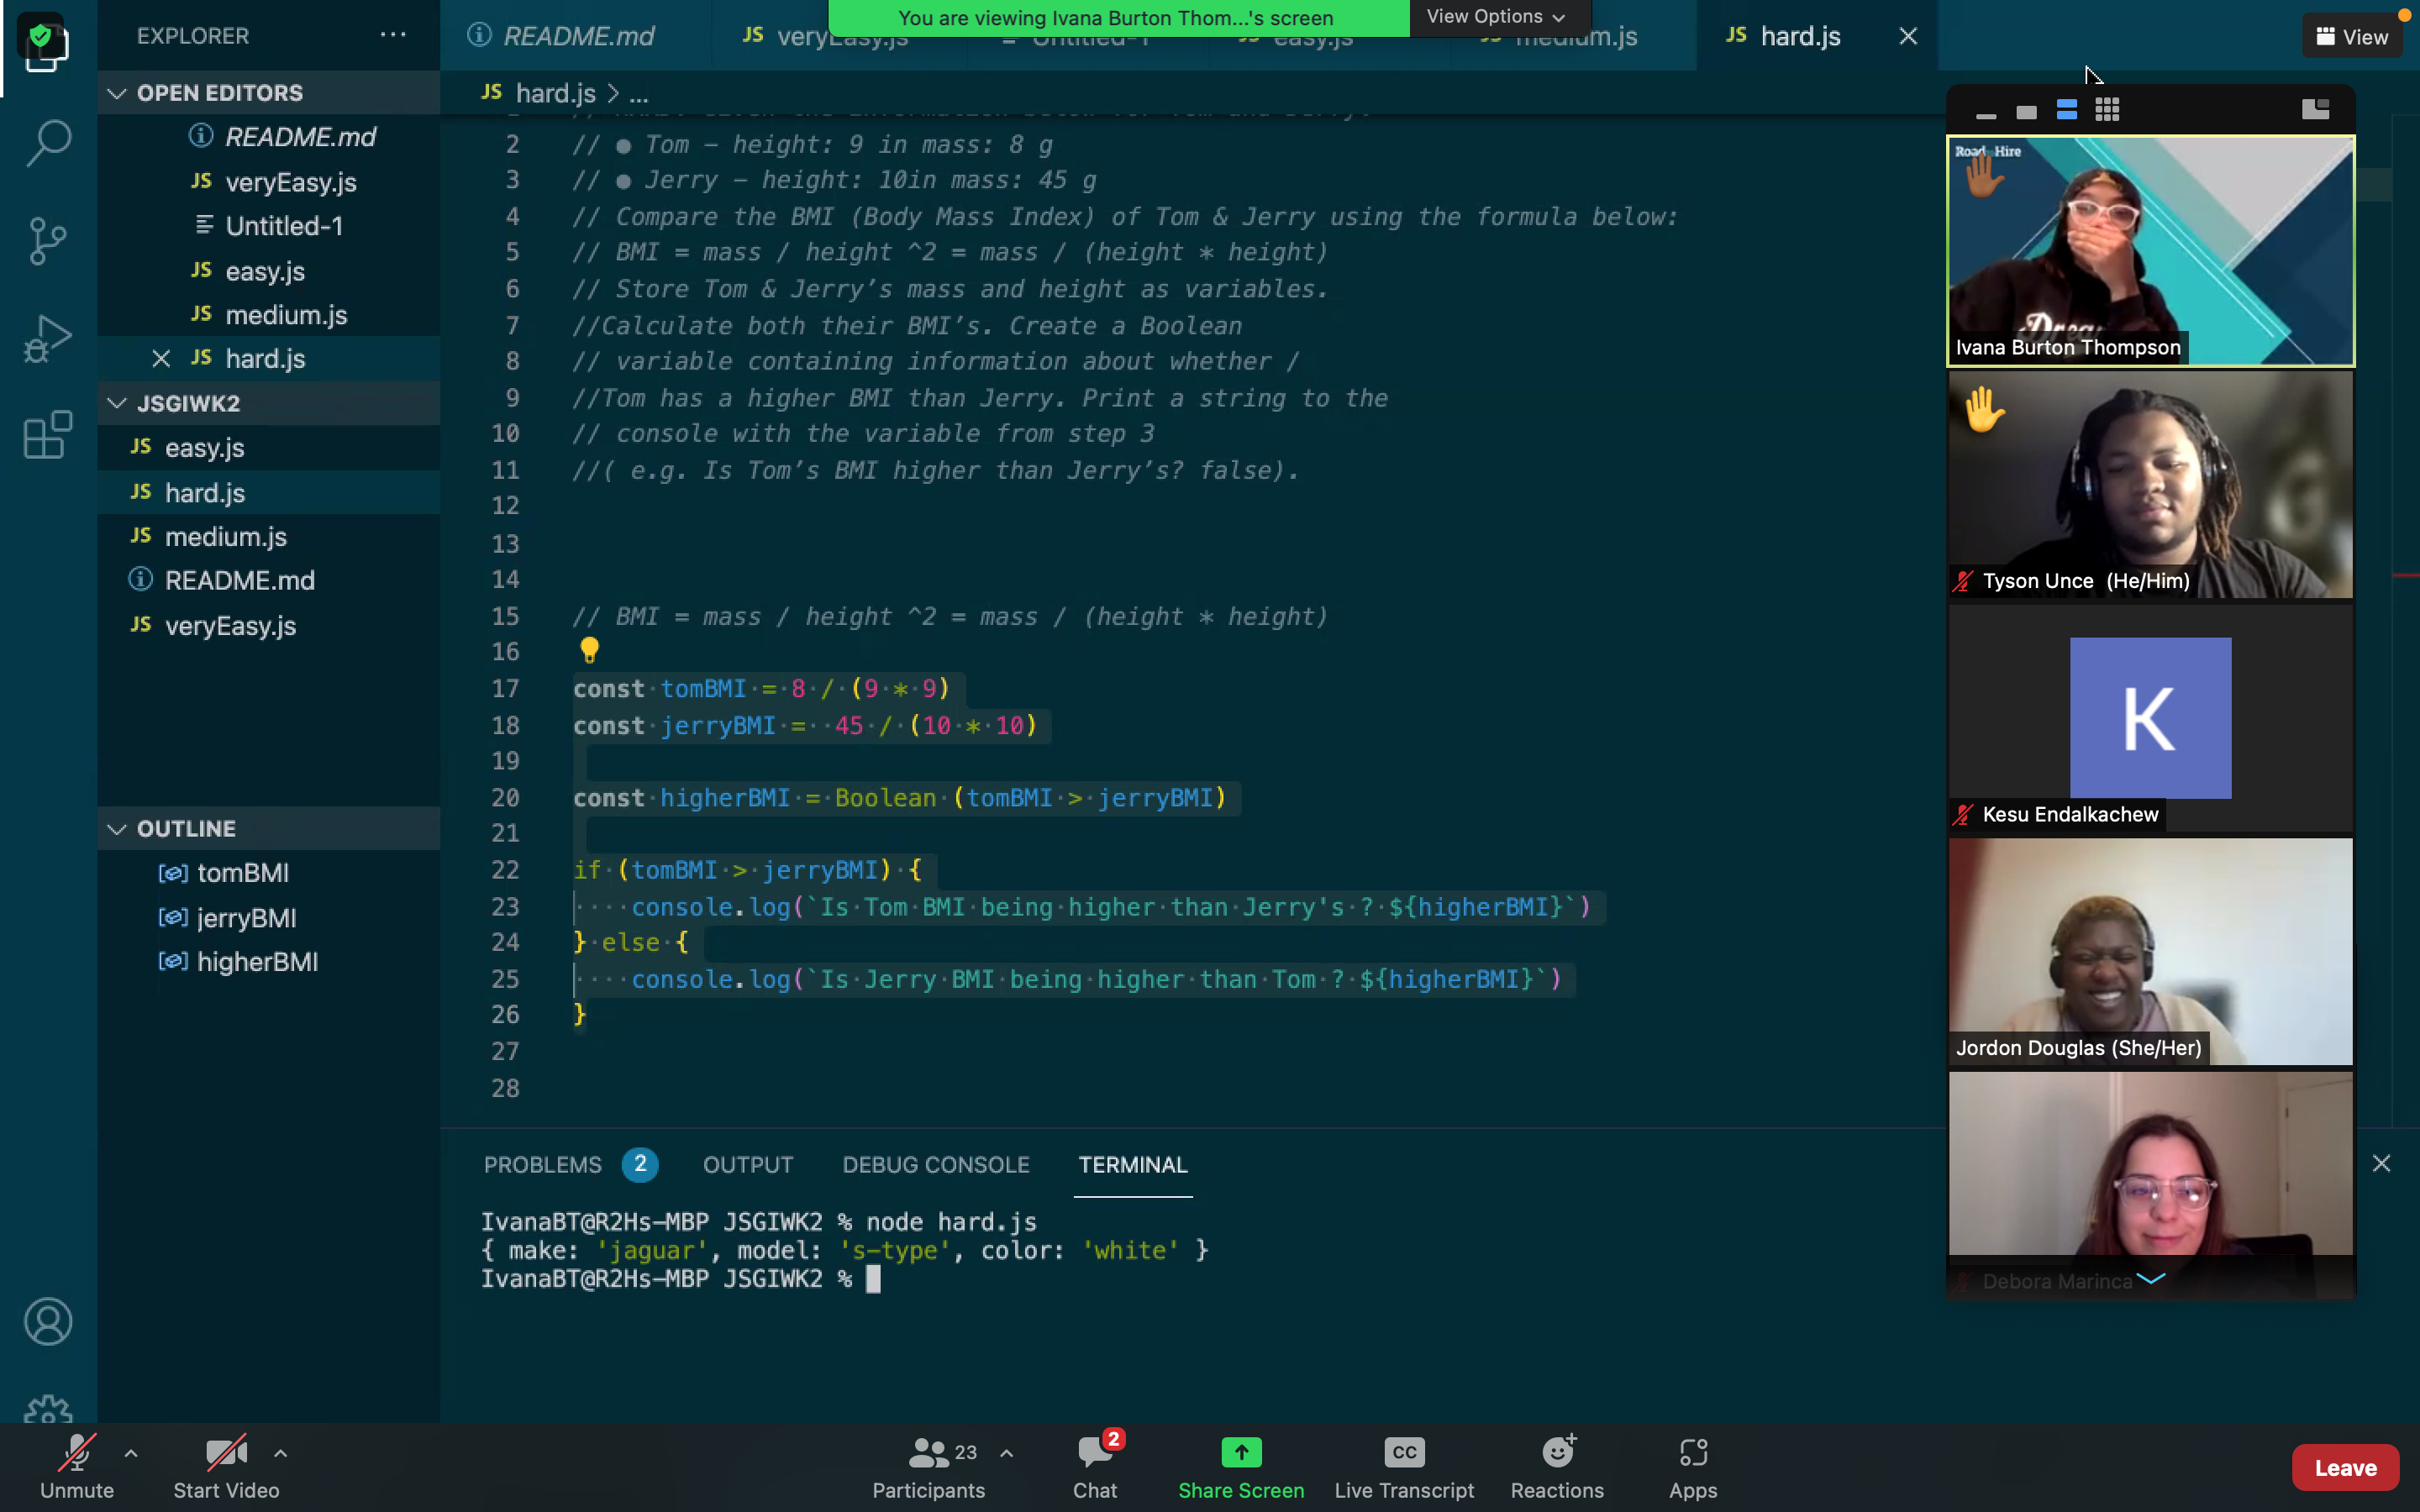 You are viewing Ivana Burton Thom...'s screen
View Options
View
EXPLORER
README.md
hard.js
OPEN EDITORS
README.md
JS veryEasy.js
Untitled-1
JS easy.js
JS medium.js
JS hard.js
JSGIWK2
JS easy.js
JS hard.js
JS medium.js
README.md
JS veryEasy.js
OUTLINE
tomBMI
jerryBMI
higherBMI
JS hard.js > ...
2 // ● Tom – height: 9 in mass: 8 g
3 // ● Jerry – height: 10in mass: 45 g
4 // Compare the BMI (Body Mass Index) of Tom & Jerry using the formula below:
5 // BMI = mass / height ^2 = mass / (height * height)
6 // Store Tom & Jerry’s mass and height as variables.
7 //Calculate both their BMI’s. Create a Boolean
8 // variable containing information about whether /
9 //Tom has a higher BMI than Jerry. Print a string to the
10 // console with the variable from step 3
11 //( e.g. Is Tom’s BMI higher than Jerry’s? false).
12
13
14
15 // BMI = mass / height ^2 = mass / (height * height)
16
17 const tomBMI = 8 / (9 * 9)
18 const jerryBMI =  45 / (10 * 10)
19
20 const higherBMI = Boolean (tomBMI > jerryBMI)
21
22 if (tomBMI > jerryBMI) {
23     console.log(`Is Tom BMI being higher than Jerry's ? ${higherBMI}`)
24 } else {
25     console.log(`Is Jerry BMI being higher than Tom ? ${higherBMI}`)
26 }
27
28
PROBLEMS 2 OUTPUT DEBUG CONSOLE TERMINAL
IvanaBT@R2Hs-MBP JSGIWK2 % node hard.js
{ make: 'jaguar', model: 's-type', color: 'white' }
IvanaBT@R2Hs-MBP JSGIWK2 %
Road Hire
Ivana Burton Thompson
Tyson Unce (He/Him)
K
Kesu Endalkachew
Jordon Douglas (She/Her)
Debora Marinca
Unmute
Start Video
23
Participants
2
Chat
Share Screen
CC
Live Transcript
Reactions
Apps
Leave